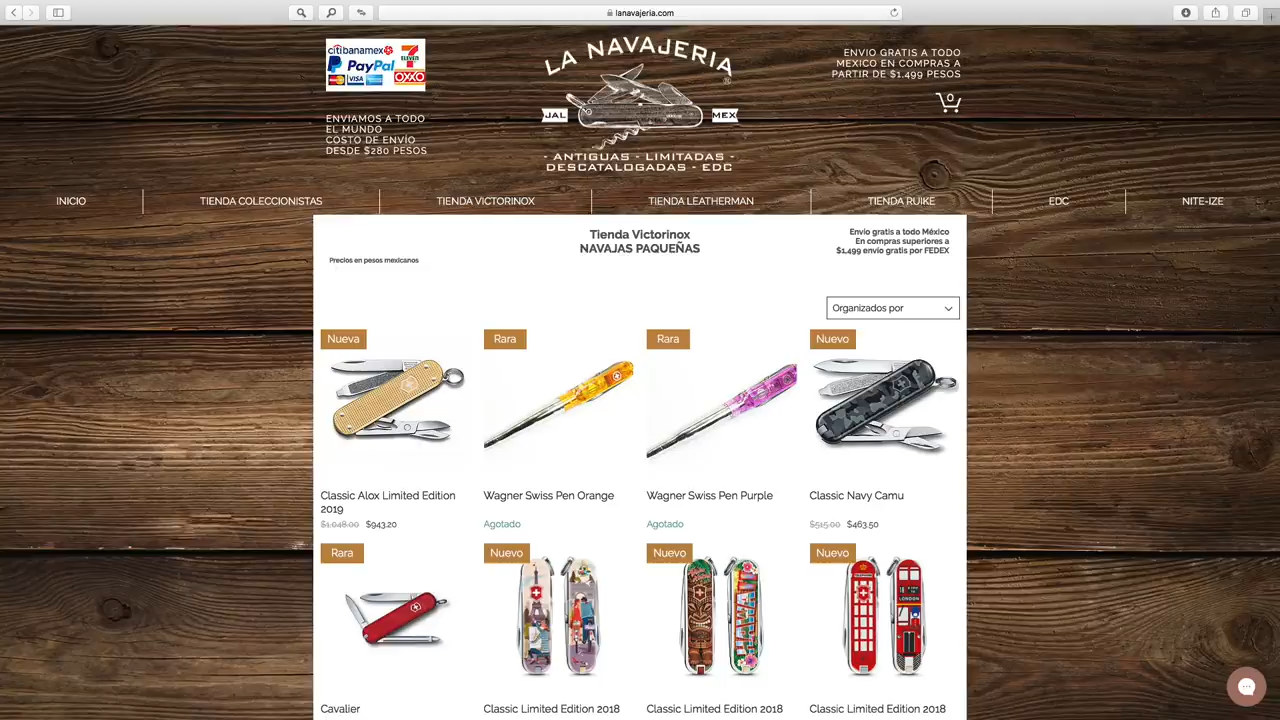 lanavajeria.com
citibanamex
7 ELEVEN
PayPal
VISA
OXXO
ENVIAMOS A TODO
EL MUNDO
COSTO DE ENVÍO
DESDE $280 PESOS
LA NAVAJERIA
®
JAL
MEX
- ANTIGUAS - LIMITADAS -
DESCATALOGADAS - EDC
ENVIO GRATIS A TODO
MEXICO EN COMPRAS A
PARTIR DE $1,499 PESOS
0
INICIO
TIENDA COLECCIONISTAS
TIENDA VICTORINOX
TIENDA LEATHERMAN
TIENDA RUIKE
EDC
NITE-IZE
Tienda Victorinox
NAVAJAS PAQUEÑAS
Precios en pesos mexicanos
Envío gratis a todo México
En compras superiores a
$1,499 envío gratis por FEDEX
Organizados por
Nueva
Rara
Rara
Nuevo
Classic Alox Limited Edition
2019
$1,048.00 $943.20
Wagner Swiss Pen Orange
Agotado
Wagner Swiss Pen Purple
Agotado
Classic Navy Camu
$515.00 $463.50
Rara
Nuevo
Nuevo
Nuevo
LONDON
Cavalier
Classic Limited Edition 2018
Classic Limited Edition 2018
Classic Limited Edition 2018